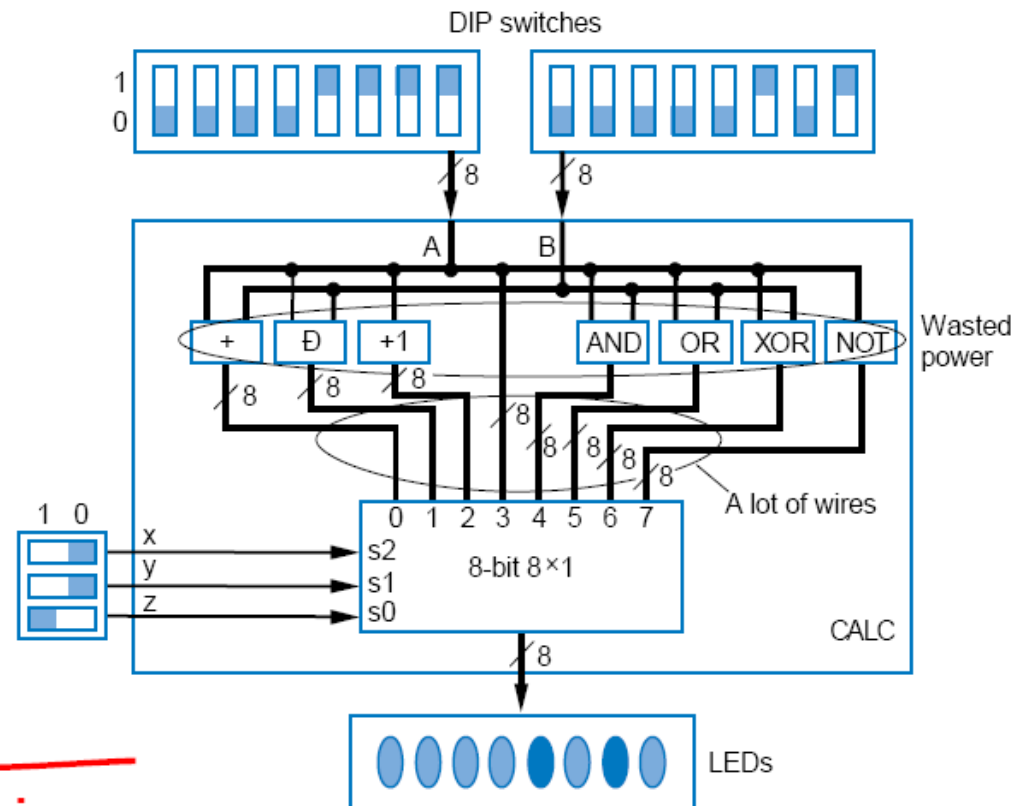 DIP switches
1
0
8
8
A
B
+
Ð
+1
AND
OR
XOR
NOT
Wasted
power
8
8
8
8
8
8
8
8
A lot of wires
1 0
0 1 2 3 4 5 6 7
x
s2
8-bit 8×1
y
s1
z
s0
CALC
8
LEDs